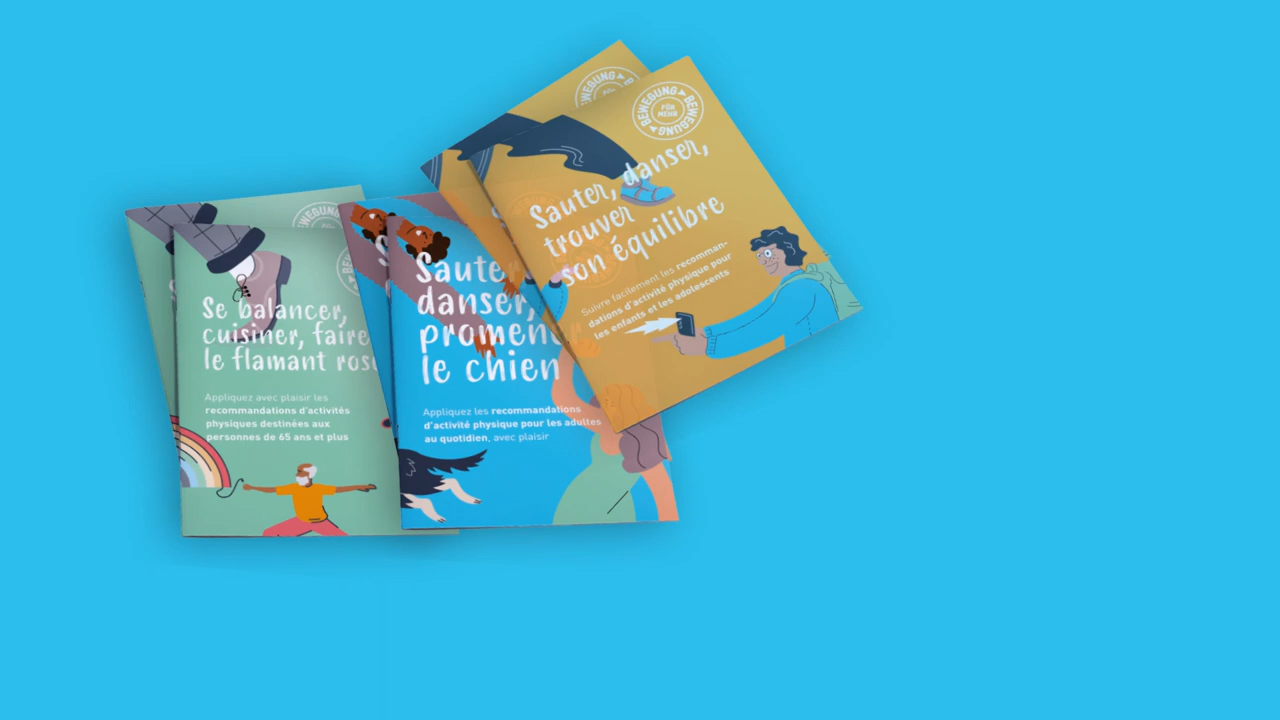 Se balancer,
cuisiner, faire
le flamant rose
Appliquez avec plaisir les
recommandations d'activités
physiques destinées aux
personnes de 65 ans et plus
Sauter,
danser,
promener
le chien
Appliquez les recommandations
d'activité physique pour les adultes
au quotidien, avec plaisir
BEWEGUNG
FÜR
MEHR
BEWEGUNG
Sauter, danser,
trouver
son équilibre
Suivre facilement les recomman-
dations d'activité physique pour
les enfants et les adolescents